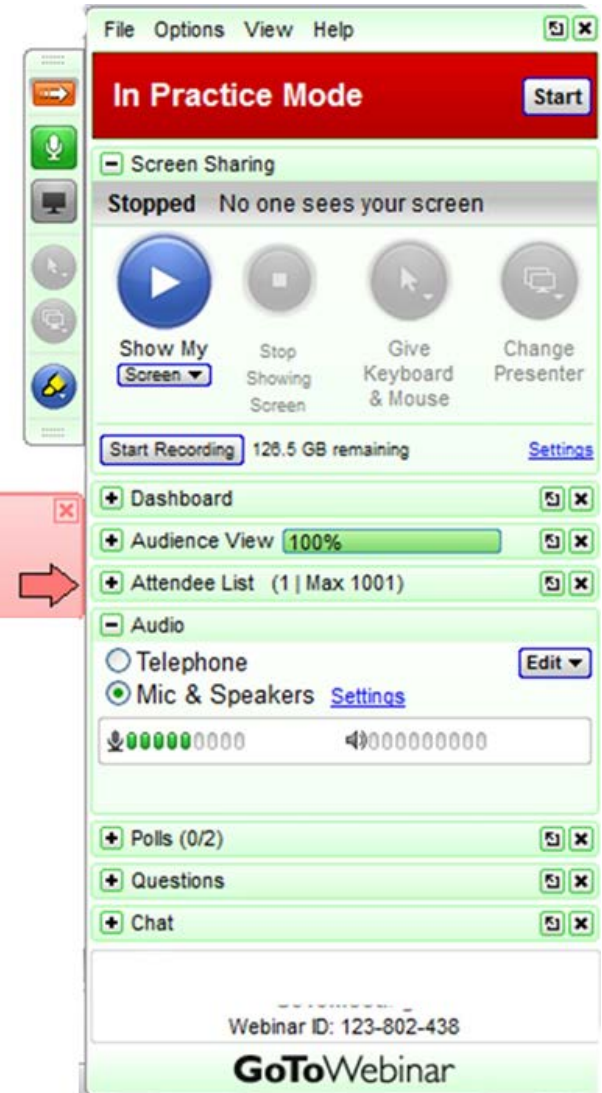 File Options View Help
In Practice Mode Start
Screen Sharing
Stopped No one sees your screen
Show My
Screen
Stop
Showing
Screen
Give
Keyboard
& Mouse
Change
Presenter
Start Recording 126.5 GB remaining Settings
Dashboard
Audience View 100%
Attendee List (1 | Max 1001)
Audio
Telephone Edit
Mic & Speakers Settings
Polls (0/2)
Questions
Chat
Webinar ID: 123-802-438
GoToWebinar